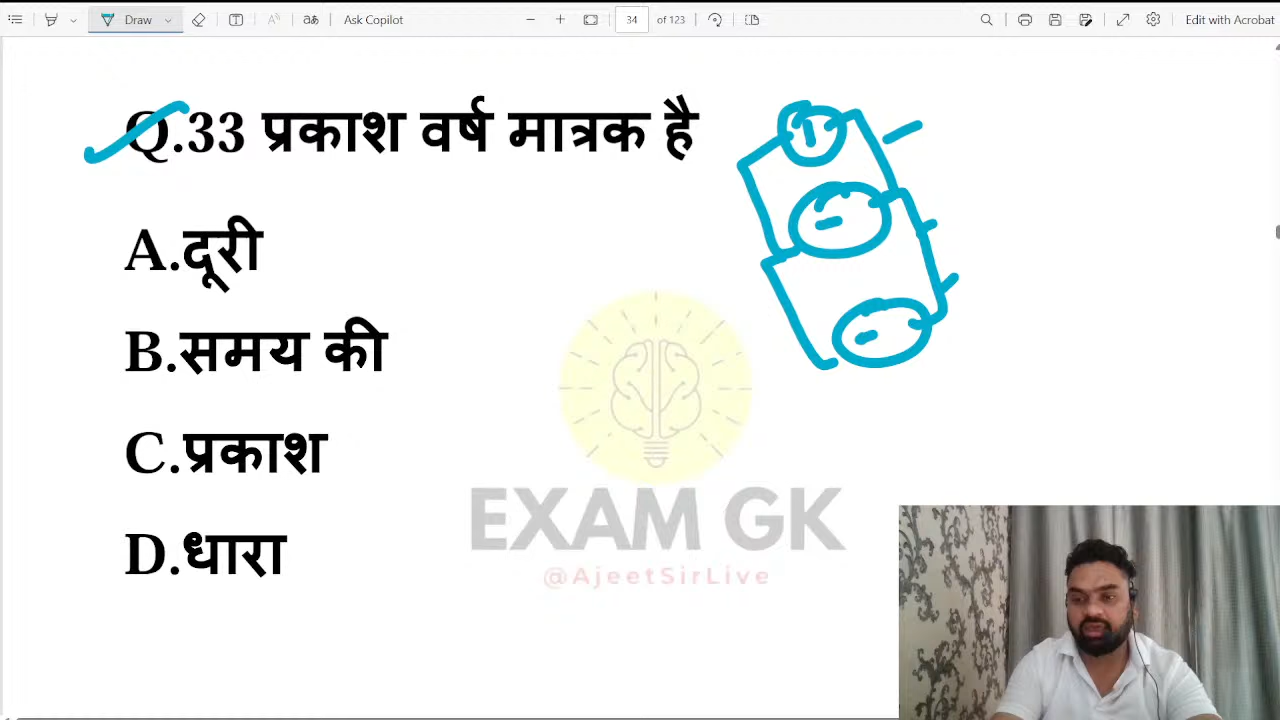 Draw
Ask Copilot
34 of 123
Edit with Acrobat
Q.33 प्रकाश वर्ष मात्रक है
A.दूरी
B.समय की
C.प्रकाश
D.धारा
EXAM GK
@AjeetSirLive